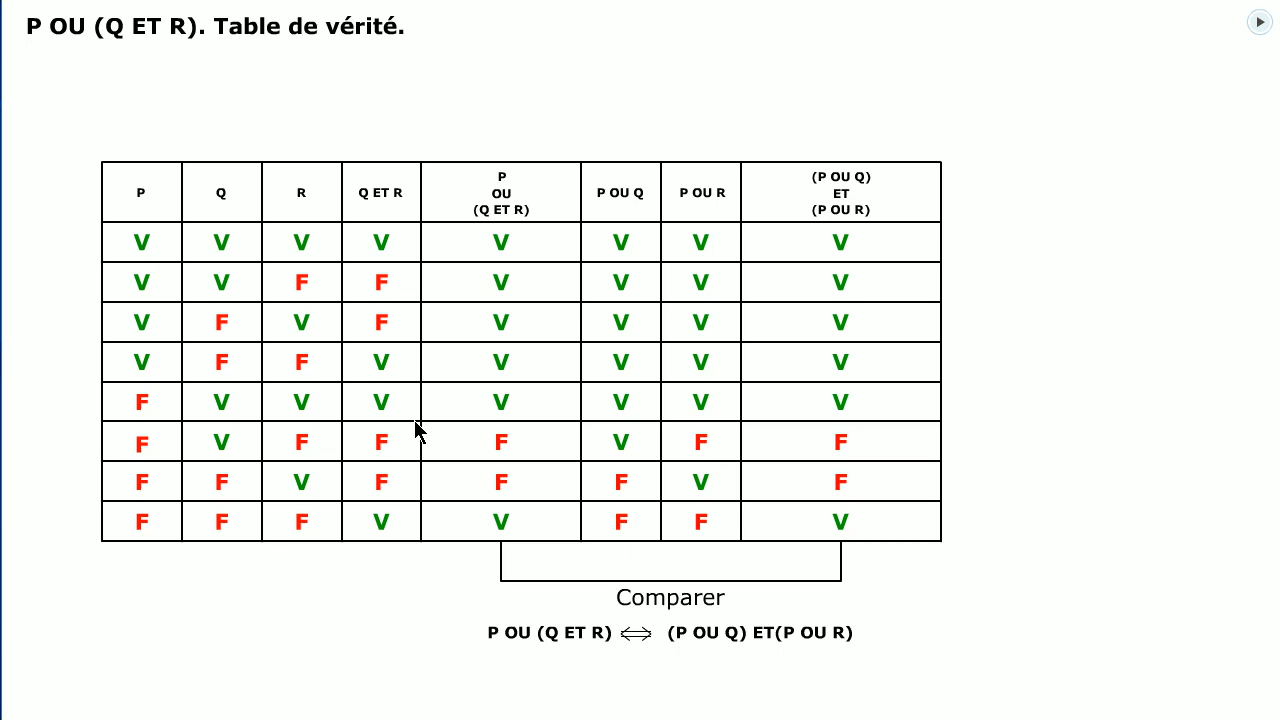 P OU (Q ET R). Table de vérité.
P Q R Q ET R P OU (Q ET R) P OU Q P OU R (P OU Q) ET (P OU R)
V V V V V V V V
V V F F V V V V
V F V F V V V V
V F F V V V V V
F V V V V V V V
F V F F F V F F
F F V F F F V F
F F F V V F F V
Comparer
P OU (Q ET R) ⇔ (P OU Q) ET(P OU R)